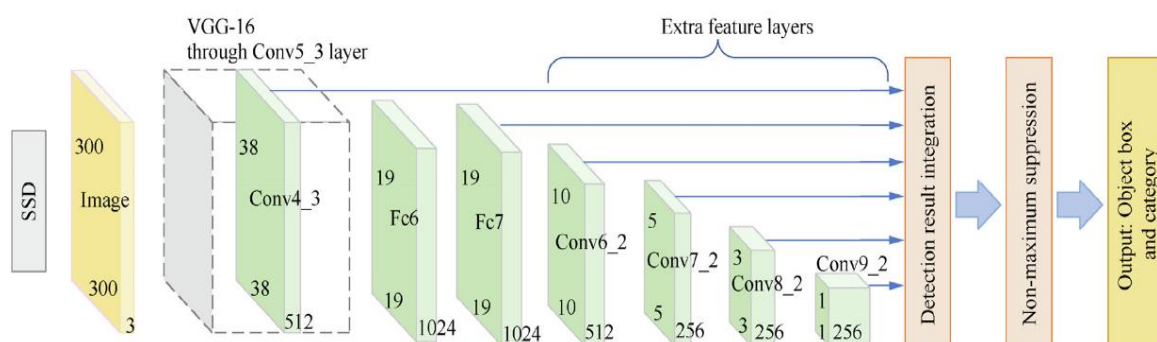 VGG-16
through Conv5_3 layer
Extra feature layers
SSD
300
Image
300
3
38
Conv4_3
38
512
19
Fc6
19
1024
19
Fc7
19
1024
10
Conv6_2
10
512
5
Conv7_2
5
256
3
Conv8_2
3
256
Conv9_2
1
1
256
Detection result integration
Non-maximum suppression
Output: Object box
and category